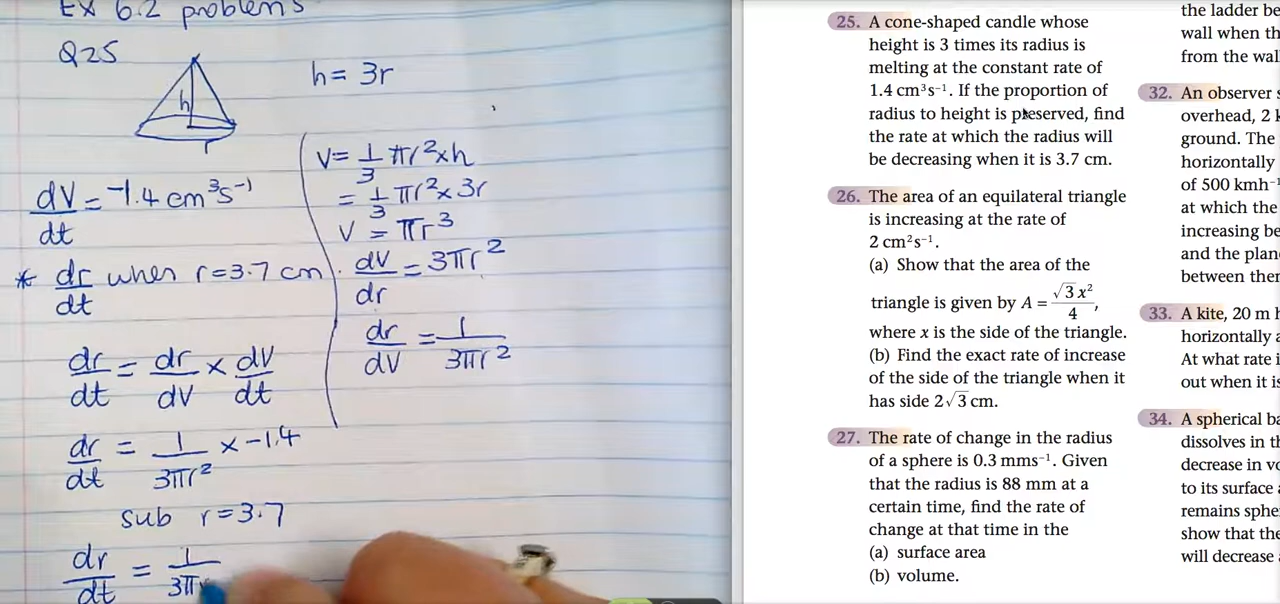 Ex 6.2 problems
Q25
h = 3r
h
r
dV/dt = -1.4 cm³s⁻¹
* dr/dt when r=3.7 cm.
dr/dt = dr/dV × dV/dt
dr/dt = 1/3πr² × -1.4
sub r=3.7
dr/dt = 1/3π
V = 1/3 πr² × h
= 1/3 πr² × 3r
V = πr³
dV/dr = 3πr²
dr/dV = 1/3πr²
25. A cone-shaped candle whose
height is 3 times its radius is
melting at the constant rate of
1.4 cm³s⁻¹. If the proportion of
radius to height is preserved, find
the rate at which the radius will
be decreasing when it is 3.7 cm.
26. The area of an equilateral triangle
is increasing at the rate of
2 cm²s⁻¹.
(a) Show that the area of the
triangle is given by A = √3 x²/4,
where x is the side of the triangle.
(b) Find the exact rate of increase
of the side of the triangle when it
has side 2√3 cm.
27. The rate of change in the radius
of a sphere is 0.3 mms⁻¹. Given
that the radius is 88 mm at a
certain time, find the rate of
change at that time in the
(a) surface area
(b) volume.
the ladder be
wall when th
from the wal
32. An observer s
overhead, 2 k
ground. The
horizontally
of 500 kmh⁻
at which the
increasing be
and the plan
between ther
33. A kite, 20 m h
horizontally a
At what rate i
out when it is
34. A spherical ba
dissolves in th
decrease in vo
to its surface a
remains sphe
show that the
will decrease